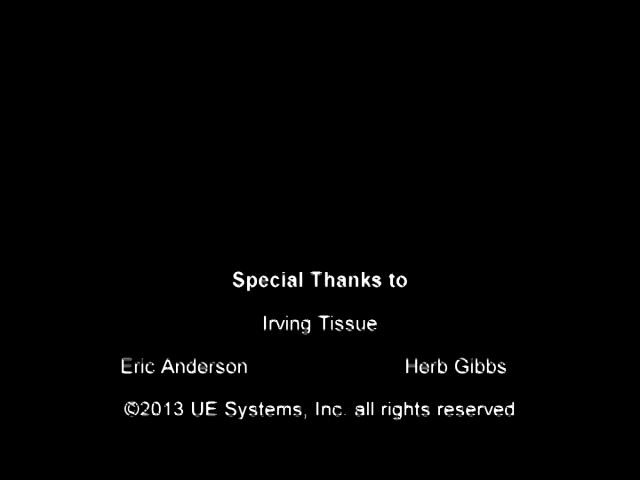 Special Thanks to
Irving Tissue
Eric Anderson Herb Gibbs
©2013 UE Systems, Inc. all rights reserved